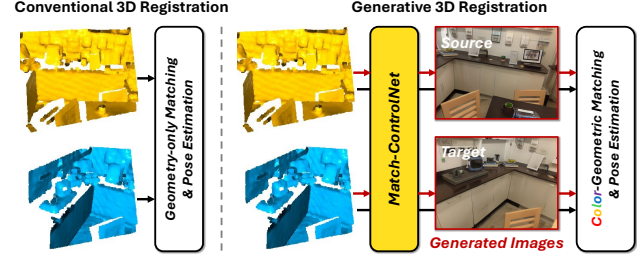 Conventional 3D Registration
Generative 3D Registration
Geometry-only Matching
& Pose Estimation
Match-ControlNet
Source
Target
Generated Images
Color-Geometric Matching
& Pose Estimation